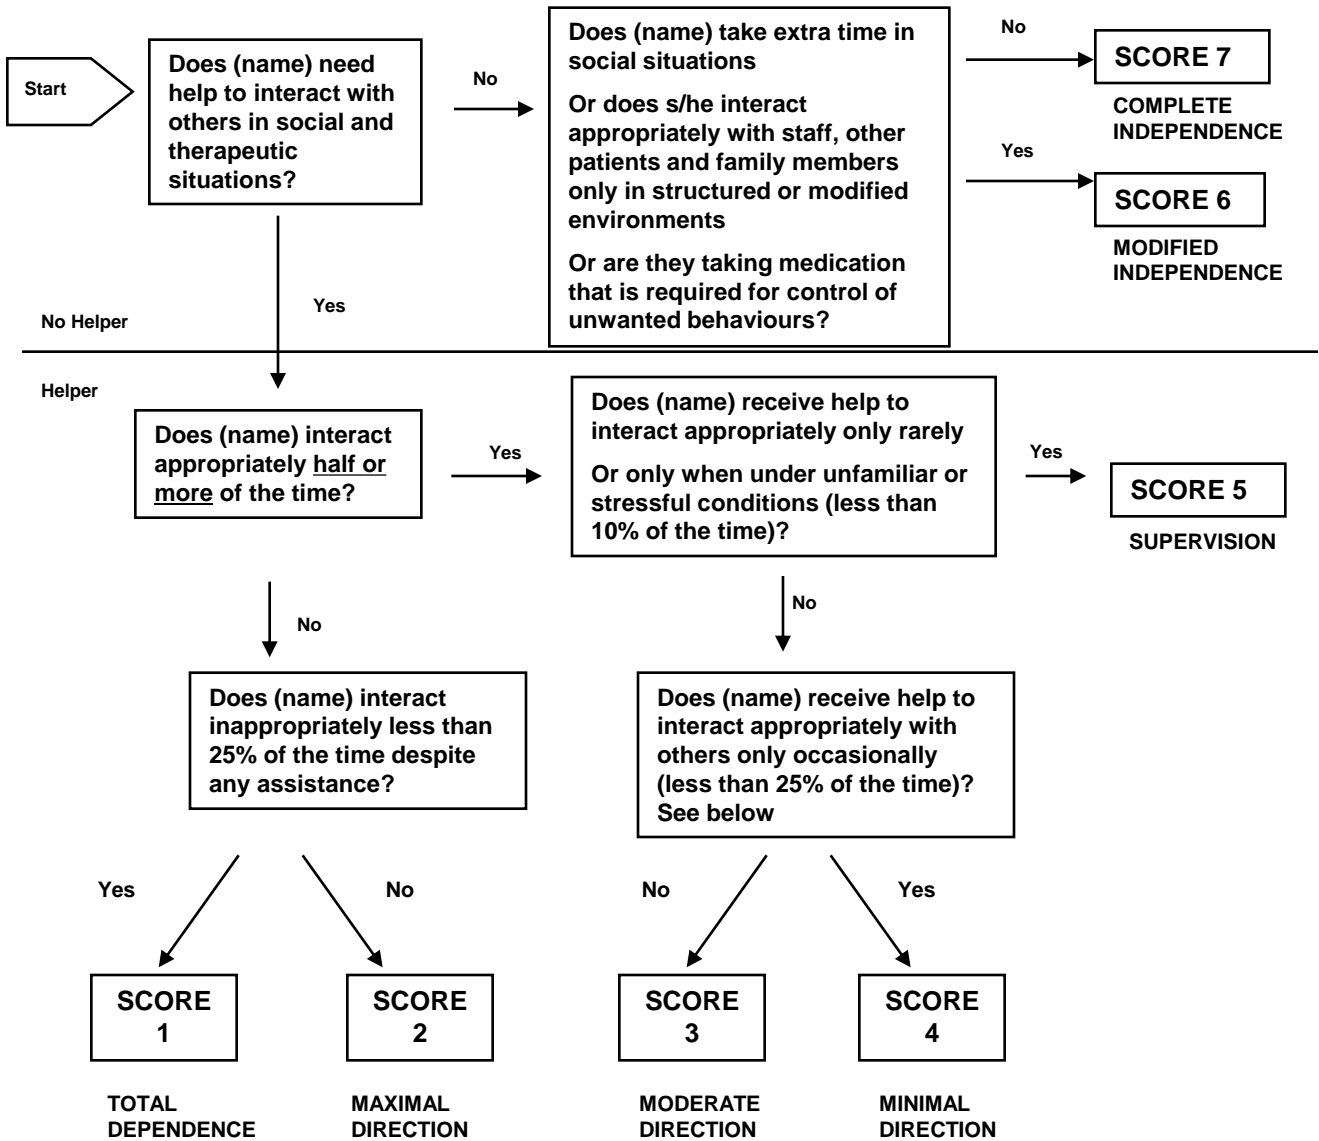 Start
Does (name) need
help to interact with
others in social and
therapeutic
situations?
No
Does (name) take extra time in
social situations
Or does s/he interact
appropriately with staff, other
patients and family members
only in structured or modified
environments
Or are they taking medication
that is required for control of
unwanted behaviours?
No
SCORE 7
COMPLETE
INDEPENDENCE
Yes
SCORE 6
MODIFIED
INDEPENDENCE
Yes
No Helper
Helper
Does (name) interact
appropriately half or
more of the time?
Yes
Does (name) receive help to
interact appropriately only rarely
Or only when under unfamiliar or
stressful conditions (less than
10% of the time)?
Yes
SCORE 5
SUPERVISION
No
No
Does (name) interact
inappropriately less than
25% of the time despite
any assistance?
Does (name) receive help to
interact appropriately with
others only occasionally
(less than 25% of the time)?
See below
Yes
No
No
Yes
SCORE
1
SCORE
2
SCORE
3
SCORE
4
TOTAL
DEPENDENCE
MAXIMAL
DIRECTION
MODERATE
DIRECTION
MINIMAL
DIRECTION